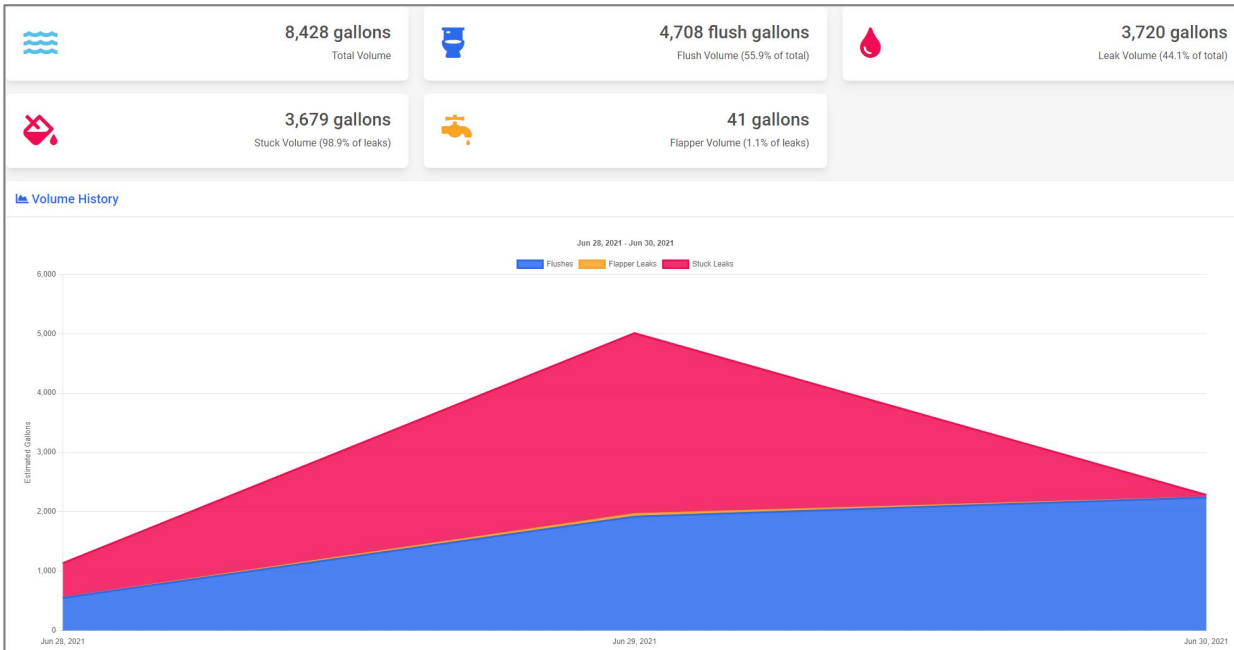 8,428 gallons
Total Volume
4,708 flush gallons
Flush Volume (55.9% of total)
3,720 gallons
Leak Volume (44.1% of total)
3,679 gallons
Stuck Volume (98.9% of leaks)
41 gallons
Flapper Volume (1.1% of leaks)
Volume History
Jun 28, 2021 - Jun 30, 2021
Flushes Flapper Leaks Stuck Leaks
Estimated Gallons
6,000
5,000
4,000
3,000
2,000
1,000
0
Jun 28, 2021 Jun 29, 2021 Jun 30, 2021